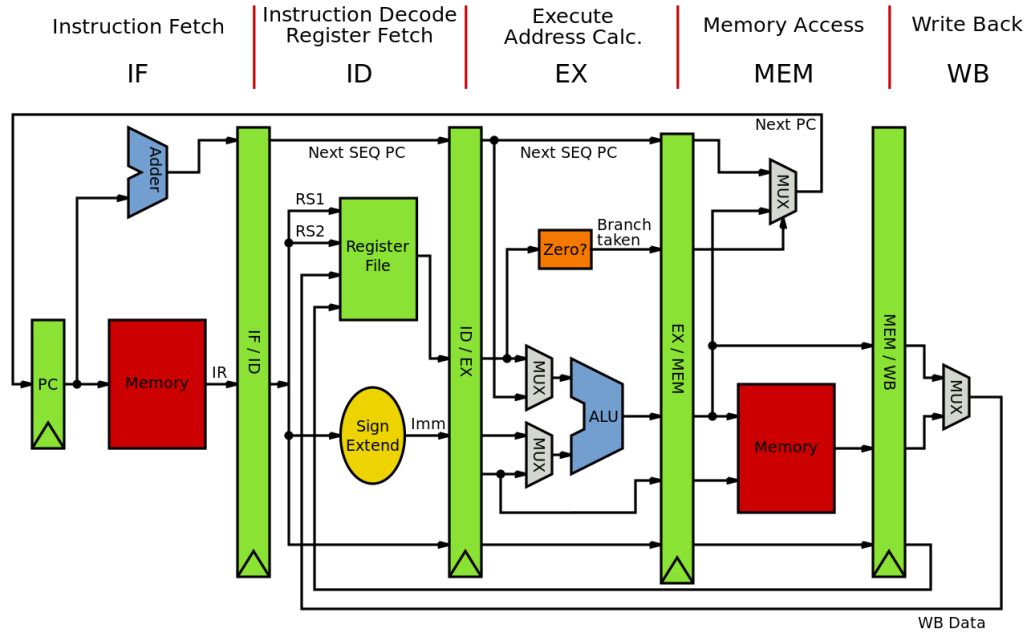 Instruction Fetch
Instruction Decode
Register Fetch
Execute
Address Calc.
Memory Access
Write Back
IF
ID
EX
MEM
WB
Next PC
Adder
Next SEQ PC
Next SEQ PC
MUX
RS1
RS2
Register
File
Branch
taken
Zero?
IF / ID
ID / EX
EX / MEM
MEM / WB
PC
Memory
IR
MUX
ALU
MUX
Sign
Extend
Imm
MUX
Memory
WB Data